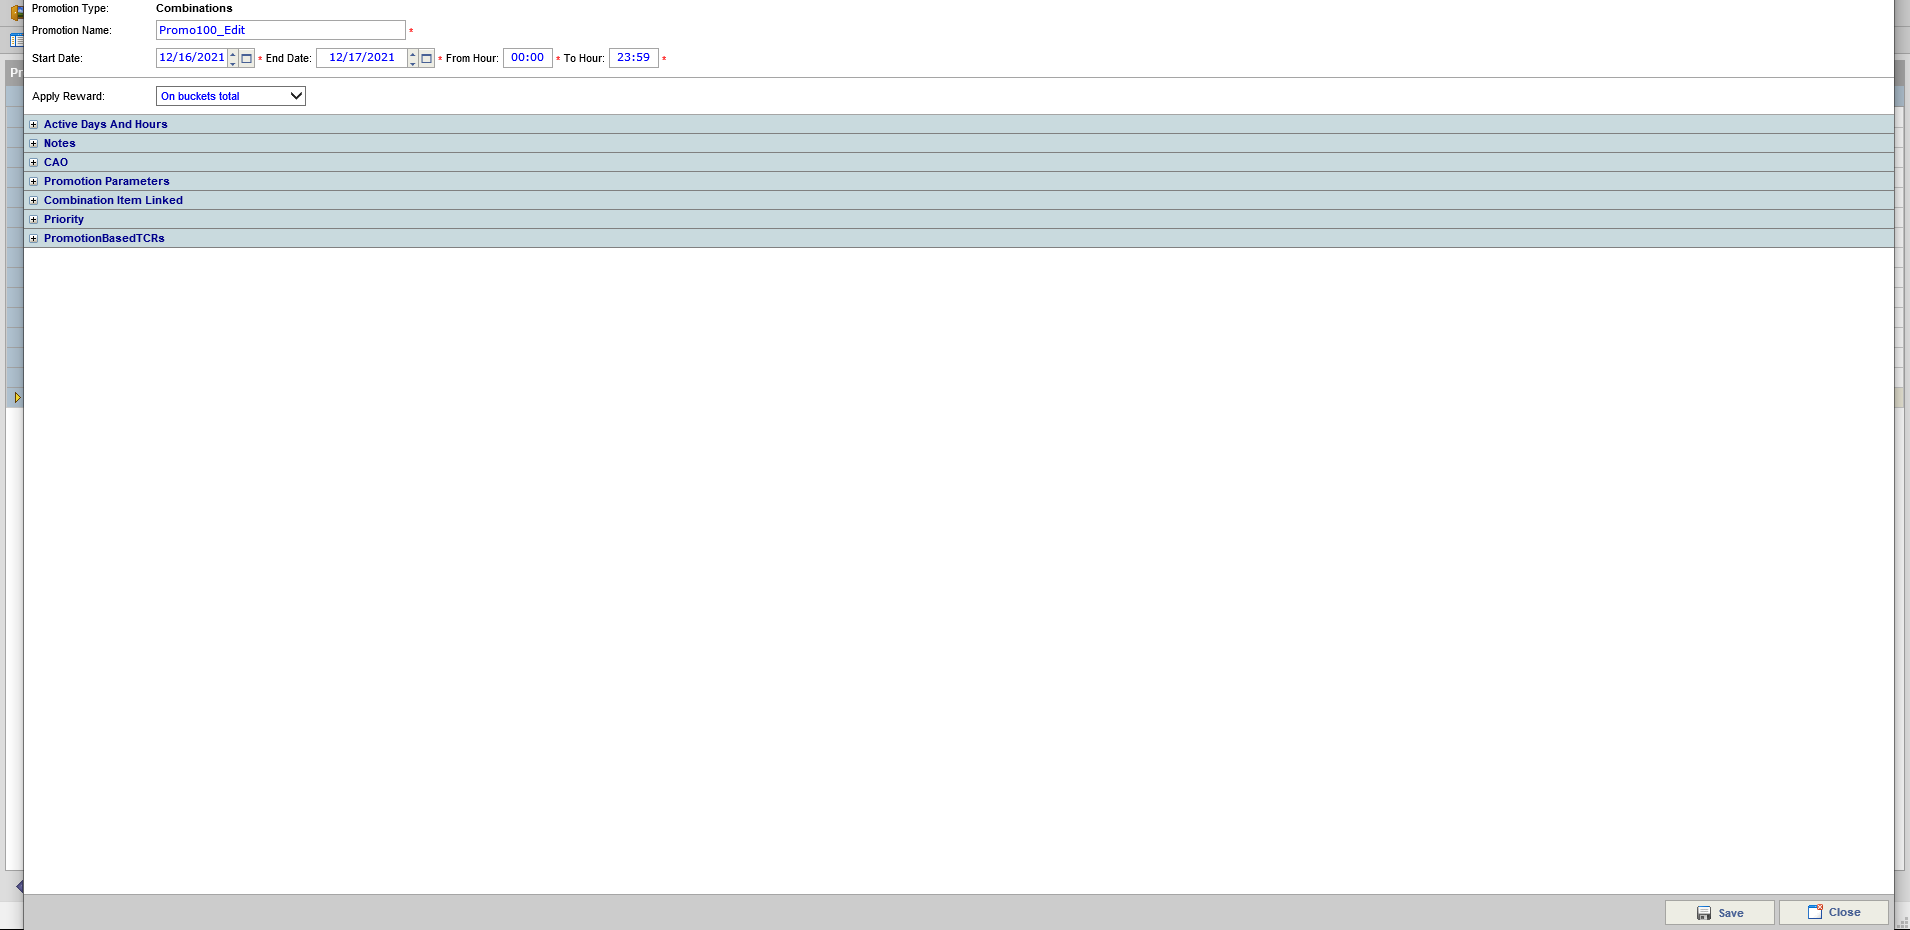 Promotion Type: Combinations
Promotion Name: Promo100_Edit *
Start Date: 12/16/2021 * End Date: 12/17/2021 * From Hour: 00:00 * To Hour: 23:59 *
Pr
Apply Reward: On buckets total
Active Days And Hours
Notes
CAO
Promotion Parameters
Combination Item Linked
Priority
PromotionBasedTCRs
Save Close